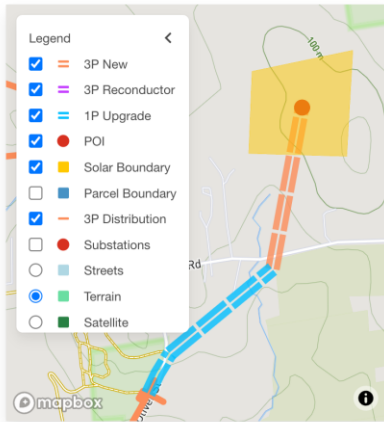 Legend
3P New
3P Reconductor
1P Upgrade
POI
Solar Boundary
Parcel Boundary
3P Distribution
Substations
Streets
Terrain
Satellite
100 m
Rd
mapbox